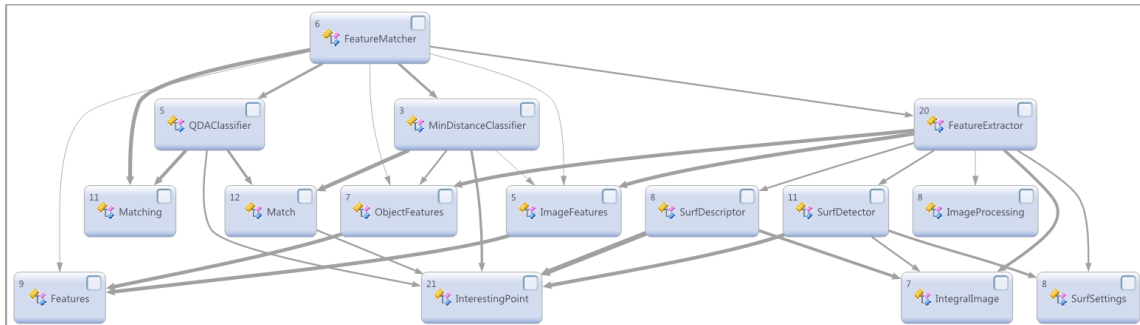 6
FeatureMatcher
5
QDAClassifier
3
MinDistanceClassifier
20
FeatureExtractor
11
Matching
12
Match
7
ObjectFeatures
5
ImageFeatures
8
SurfDescriptor
11
SurfDetector
8
ImageProcessing
9
Features
21
InterestingPoint
7
IntegralImage
8
SurfSettings